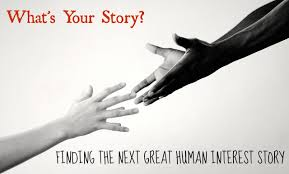 What's Your Story?
FINDING THE NEXT GREAT HUMAN INTEREST STORY